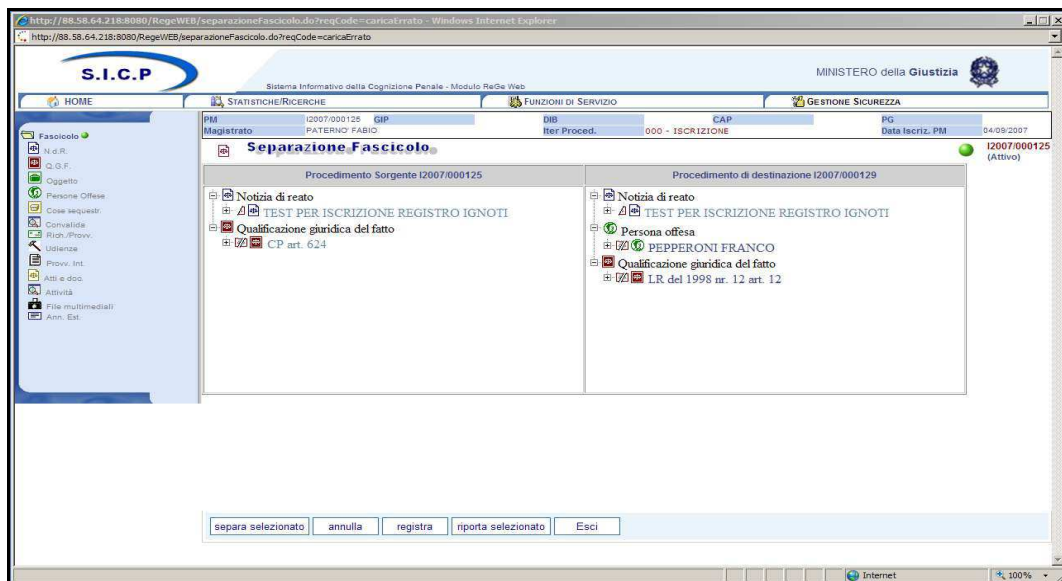 http://88.58.64.218:8080/RegeWEB/separazioneFascicolo.do?reqCode=caricaErrato - Windows Internet Explorer
http://88.58.64.218:8080/RegeWEB/separazioneFascicolo.do?reqCode=caricaErrato
S.I.C.P
Sistema Informativo della Cognizione Penale - Modulo ReGe Web
MINISTERO della Giustizia
HOME
STATISTICHE/RICERCHE
FUNZIONI DI SERVIZIO
GESTIONE SICUREZZA
PM I2007/000125 GIP DIB CAP PG
Magistrato PATERNO' FABIO Iter Proced. 000 - ISCRIZIONE Data Iscriz. PM 04/09/2007
Fascicolo
N.d.R.
Q.G.F.
Oggetto
Persone Offese
Cose sequestr.
Convalide
Rich./Provv.
Udienze
Provv. Int.
Atti e doc.
Attività
File multimediali
Ann. Est.
Separazione Fascicolo
I2007/000125
(Attivo)
Procedimento Sorgente I2007/000125
Notizia di reato
TEST PER ISCRIZIONE REGISTRO IGNOTI
Qualificazione giuridica del fatto
CP art. 624
Procedimento di destinazione I2007/000129
Notizia di reato
TEST PER ISCRIZIONE REGISTRO IGNOTI
Persona offesa
PEPPERONI FRANCO
Qualificazione giuridica del fatto
LR del 1998 nr. 12 art. 12
separa selezionato
annulla
registra
riporta selezionato
Esci
Internet
100%